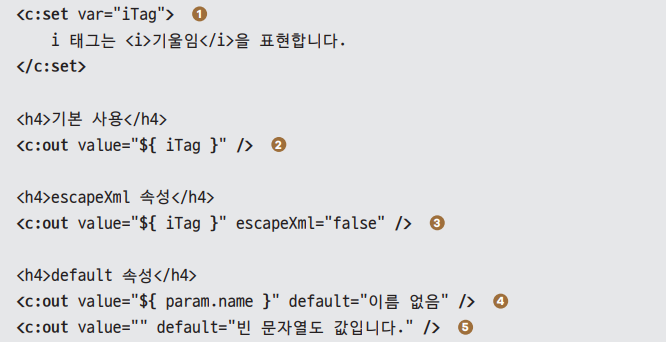 <c:set var="iTag"> ❶
i 태그는 <i>기울임</i>을 표현합니다.
</c:set>
<h4>기본 사용</h4>
<c:out value="${ iTag }" /> ❷
<h4>escapeXml 속성</h4>
<c:out value="${ iTag }" escapeXml="false" /> ❸
<h4>default 속성</h4>
<c:out value="${ param.name }" default="이름 없음" /> ❹
<c:out value="" default="빈 문자열도 값입니다." /> ❺